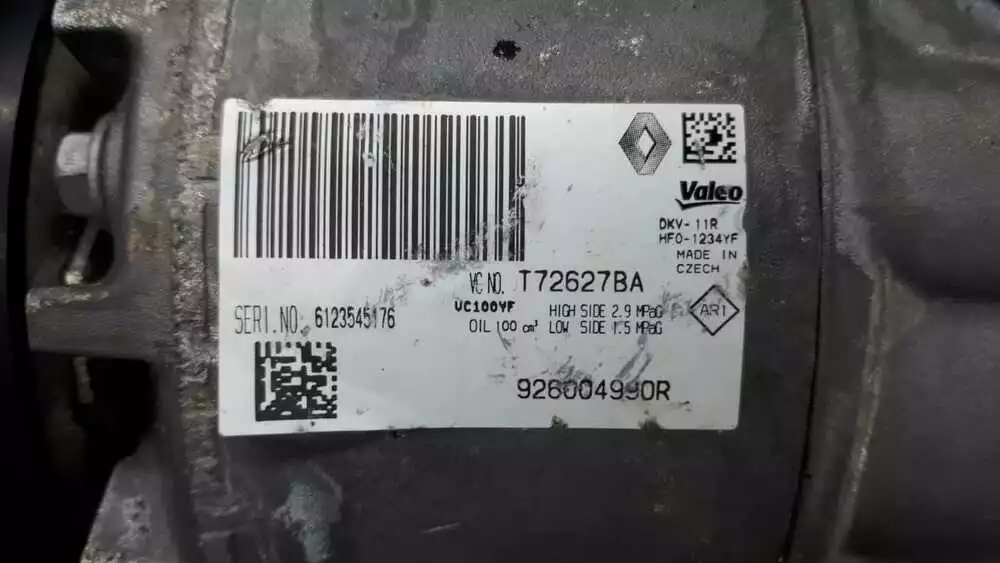 Valeo
DKV-11R
HFO-1234YF
MADE IN
CZECH
VC NO. T72627BA
SERI.NO. 6123545176
VC100YF HIGH SIDE 2.9 MPaG
OIL 100 cm³ LOW SIDE 1.5 MPaG
AR1
926004990R